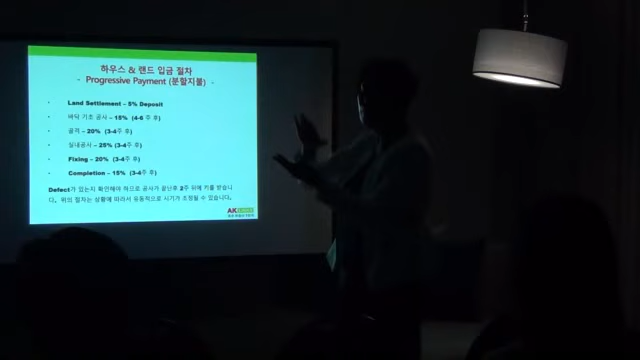 하우스 & 랜드 입금 절차
- Progressive Payment (분할지불) -
• Land Settlement – 5% Deposit
• 바닥 기초 공사 – 15% (4-6 주 후)
• 골격 – 20% (3-4주 후)
• 실내공사 – 25% (3-4주 후)
• Fixing – 20% (3-4주 후)
• Completion – 15% (3-4주 후)
Defect가 있는지 확인해야 하므로 공사가 끝난후 2주 뒤에 키를 받습니
다. 위의 절차는 상황에 따라서 유동적으로 시기가 조정될 수 있습니다.
AK